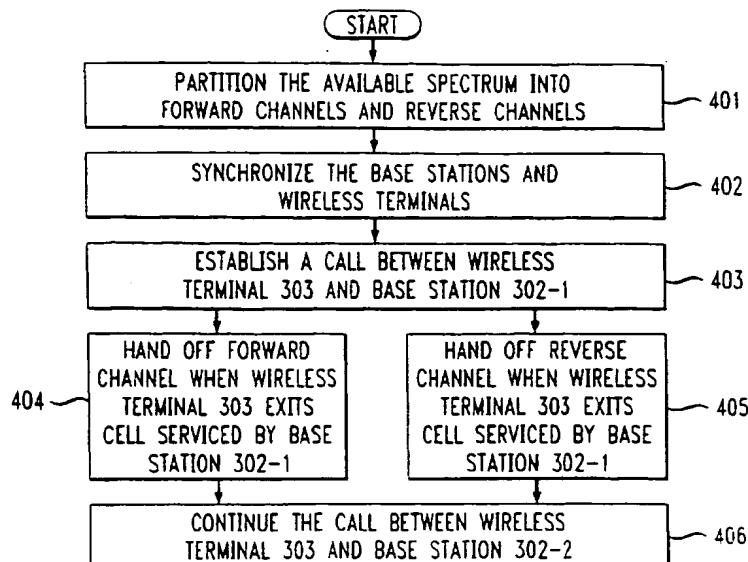 START
PARTITION THE AVAILABLE SPECTRUM INTO
FORWARD CHANNELS AND REVERSE CHANNELS
401
SYNCHRONIZE THE BASE STATIONS AND
WIRELESS TERMINALS
402
ESTABLISH A CALL BETWEEN WIRELESS
TERMINAL 303 AND BASE STATION 302-1
403
HAND OFF FORWARD
CHANNEL WHEN WIRELESS
TERMINAL 303 EXITS
CELL SERVICED BY BASE
STATION 302-1
404
HAND OFF REVERSE
CHANNEL WHEN WIRELESS
TERMINAL 303 EXITS
CELL SERVICED BY BASE
STATION 302-1
405
CONTINUE THE CALL BETWEEN WIRELESS
TERMINAL 303 AND BASE STATION 302-2
406